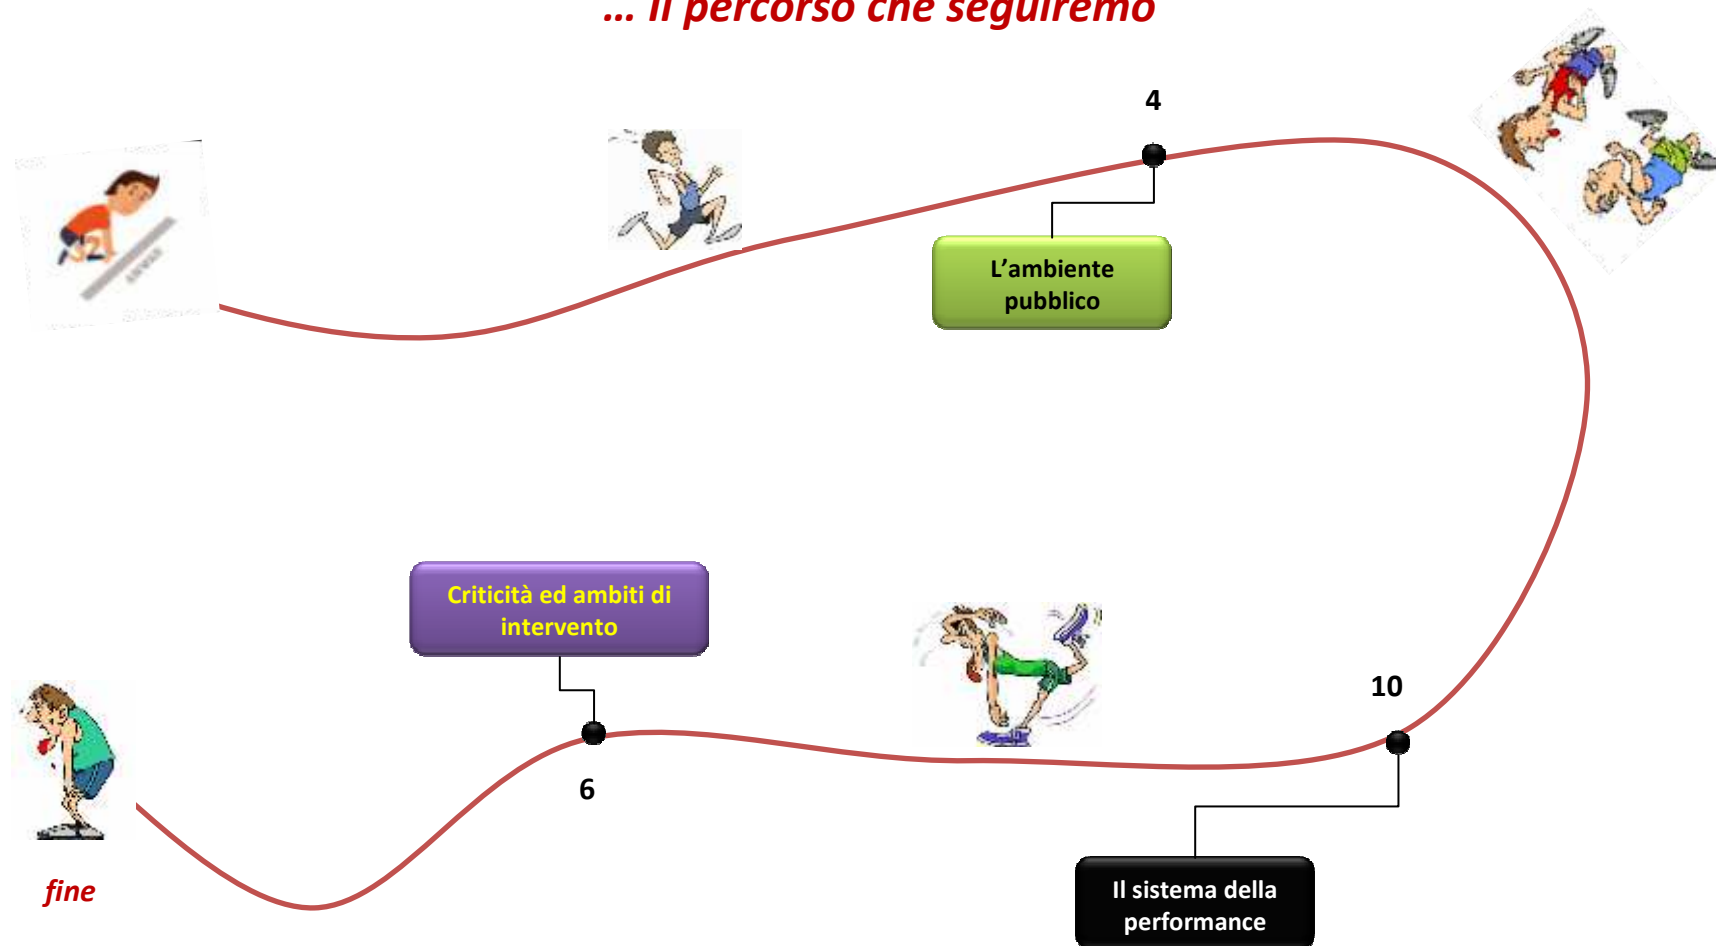 ... Il percorso che seguiremo
4
L’ambiente
pubblico
Criticità ed ambiti di
intervento
10
6
Il sistema della
performance
fine
START